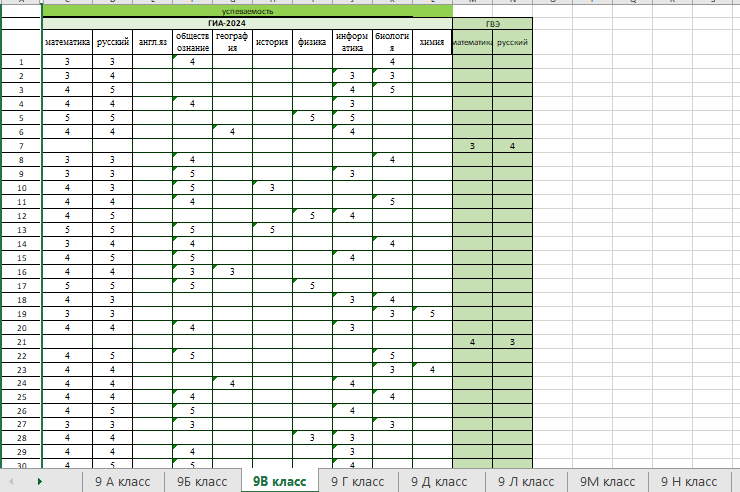 успеваемость
ГИА-2024 ГВЭ
математика русский англ.яз обществ ознание географ ия история физика информ атика биологи я химия математика русский
1 3 3 4 4
2 3 4 3 3
3 4 5 4 5
4 4 4 4 3
5 5 5 5 5
6 4 4 4 4
7 3 4
8 3 3 4 4
9 3 3 5 3
10 4 3 5 3
11 4 4 4 5
12 4 5 5 4
13 5 5 5 5
14 3 4 4 4
15 4 5 5 4
16 4 4 3 3
17 5 5 5 5
18 4 3 3 4
19 3 3 3 5
20 4 4 4 3
21 4 3
22 4 5 5 5
23 4 4 3 4
24 4 4 4 4
25 4 4 4 4
26 4 5 5 4
27 3 3 3 3
28 4 4 3 3
29 4 4 4 3
30 4 5 5 4
9 А класс 9Б класс 9В класс 9 Г класс 9 Д класс 9 Л класс 9М класс 9 Н класс